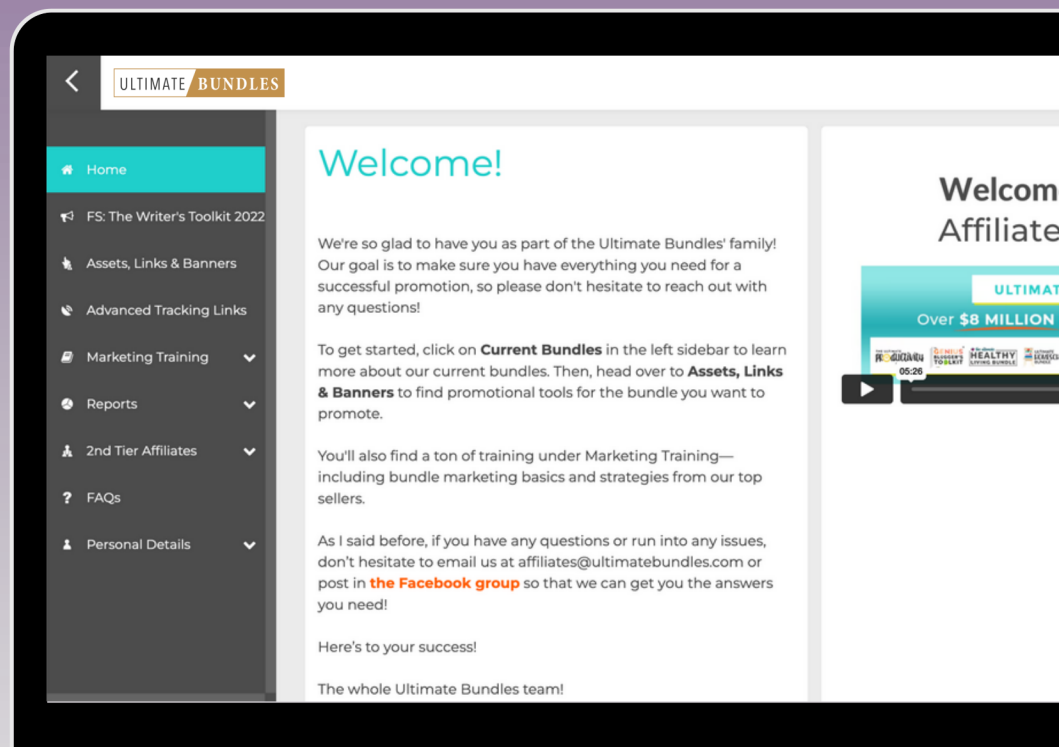 ULTIMATE BUNDLES
Home
FS: The Writer's Toolkit 2022
Assets, Links & Banners
Advanced Tracking Links
Marketing Training
Reports
2nd Tier Affiliates
FAQs
Personal Details
Welcome!
We're so glad to have you as part of the Ultimate Bundles' family!
Our goal is to make sure you have everything you need for a
successful promotion, so please don't hesitate to reach out with
any questions!
To get started, click on Current Bundles in the left sidebar to learn
more about our current bundles. Then, head over to Assets, Links
& Banners to find promotional tools for the bundle you want to
promote.
You'll also find a ton of training under Marketing Training—
including bundle marketing basics and strategies from our top
sellers.
As I said before, if you have any questions or run into any issues,
don’t hesitate to email us at affiliates@ultimatebundles.com or
post in the Facebook group so that we can get you the answers
you need!
Here’s to your success!
The whole Ultimate Bundles team!
Welcom
Affiliate
ULTIMAT
Over $8 MILLION
PRODUCTIVITY
GENIUS BLOGGER'S TOOLKIT
HEALTHY LIVING BUNDLE
05:26